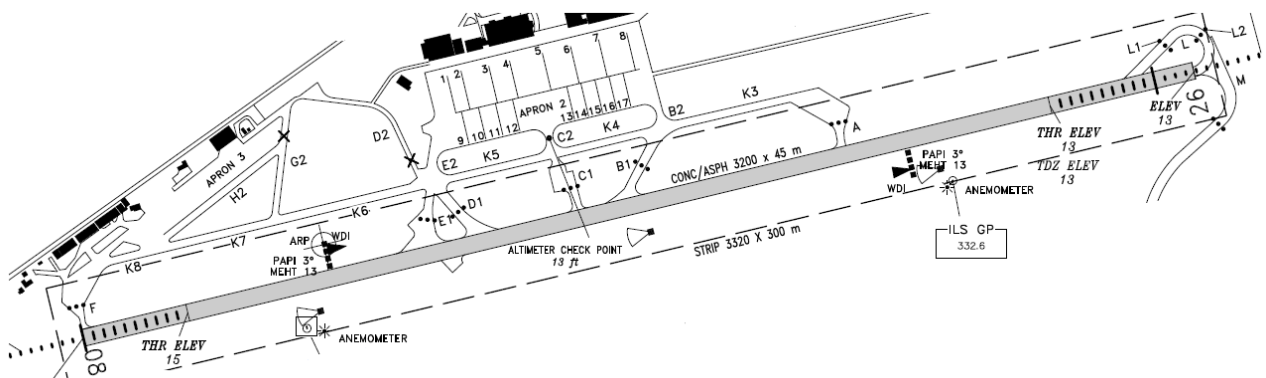 1 2 3 4 5 6 7 8
APRON 2
9 10 11 12 13 14 15 16 17
C2 K4 B2 K3
L1 L L2
M
26
ELEV
13
THR ELEV
13
TDZ ELEV
13
A
D2
G2
APRON 3
H2
E2 K5
C1
B1
CONC/ASPH 3200 x 45 m
PAPI 3°
MEHT 13
WDI
ANEMOMETER
ILS GP
332.6
STRIP 3320 X 300 m
K6
D1
E1
K7
K8
ARP
WDI
PAPI 3°
MEHT 13
ALTIMETER CHECK POINT
13 ft
F
THR ELEV
15
ANEMOMETER
08